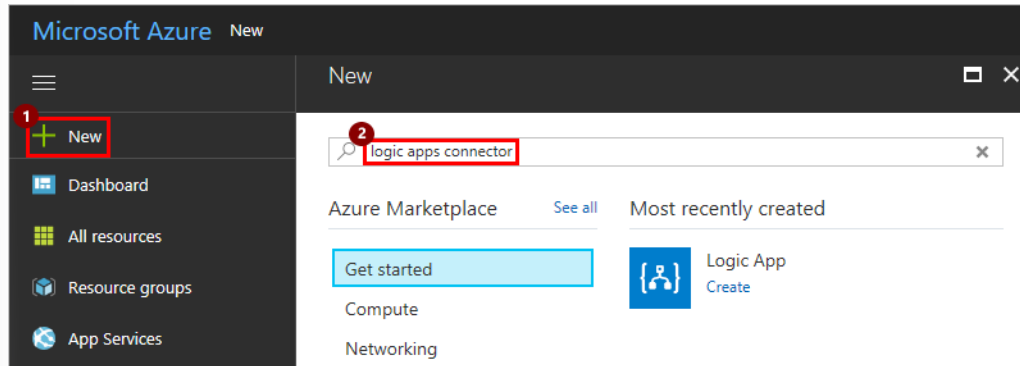 Microsoft Azure New
New
1
New
2
logic apps connector
Dashboard
All resources
Resource groups
App Services
Azure Marketplace See all
Get started
Compute
Networking
Most recently created
Logic App
Create